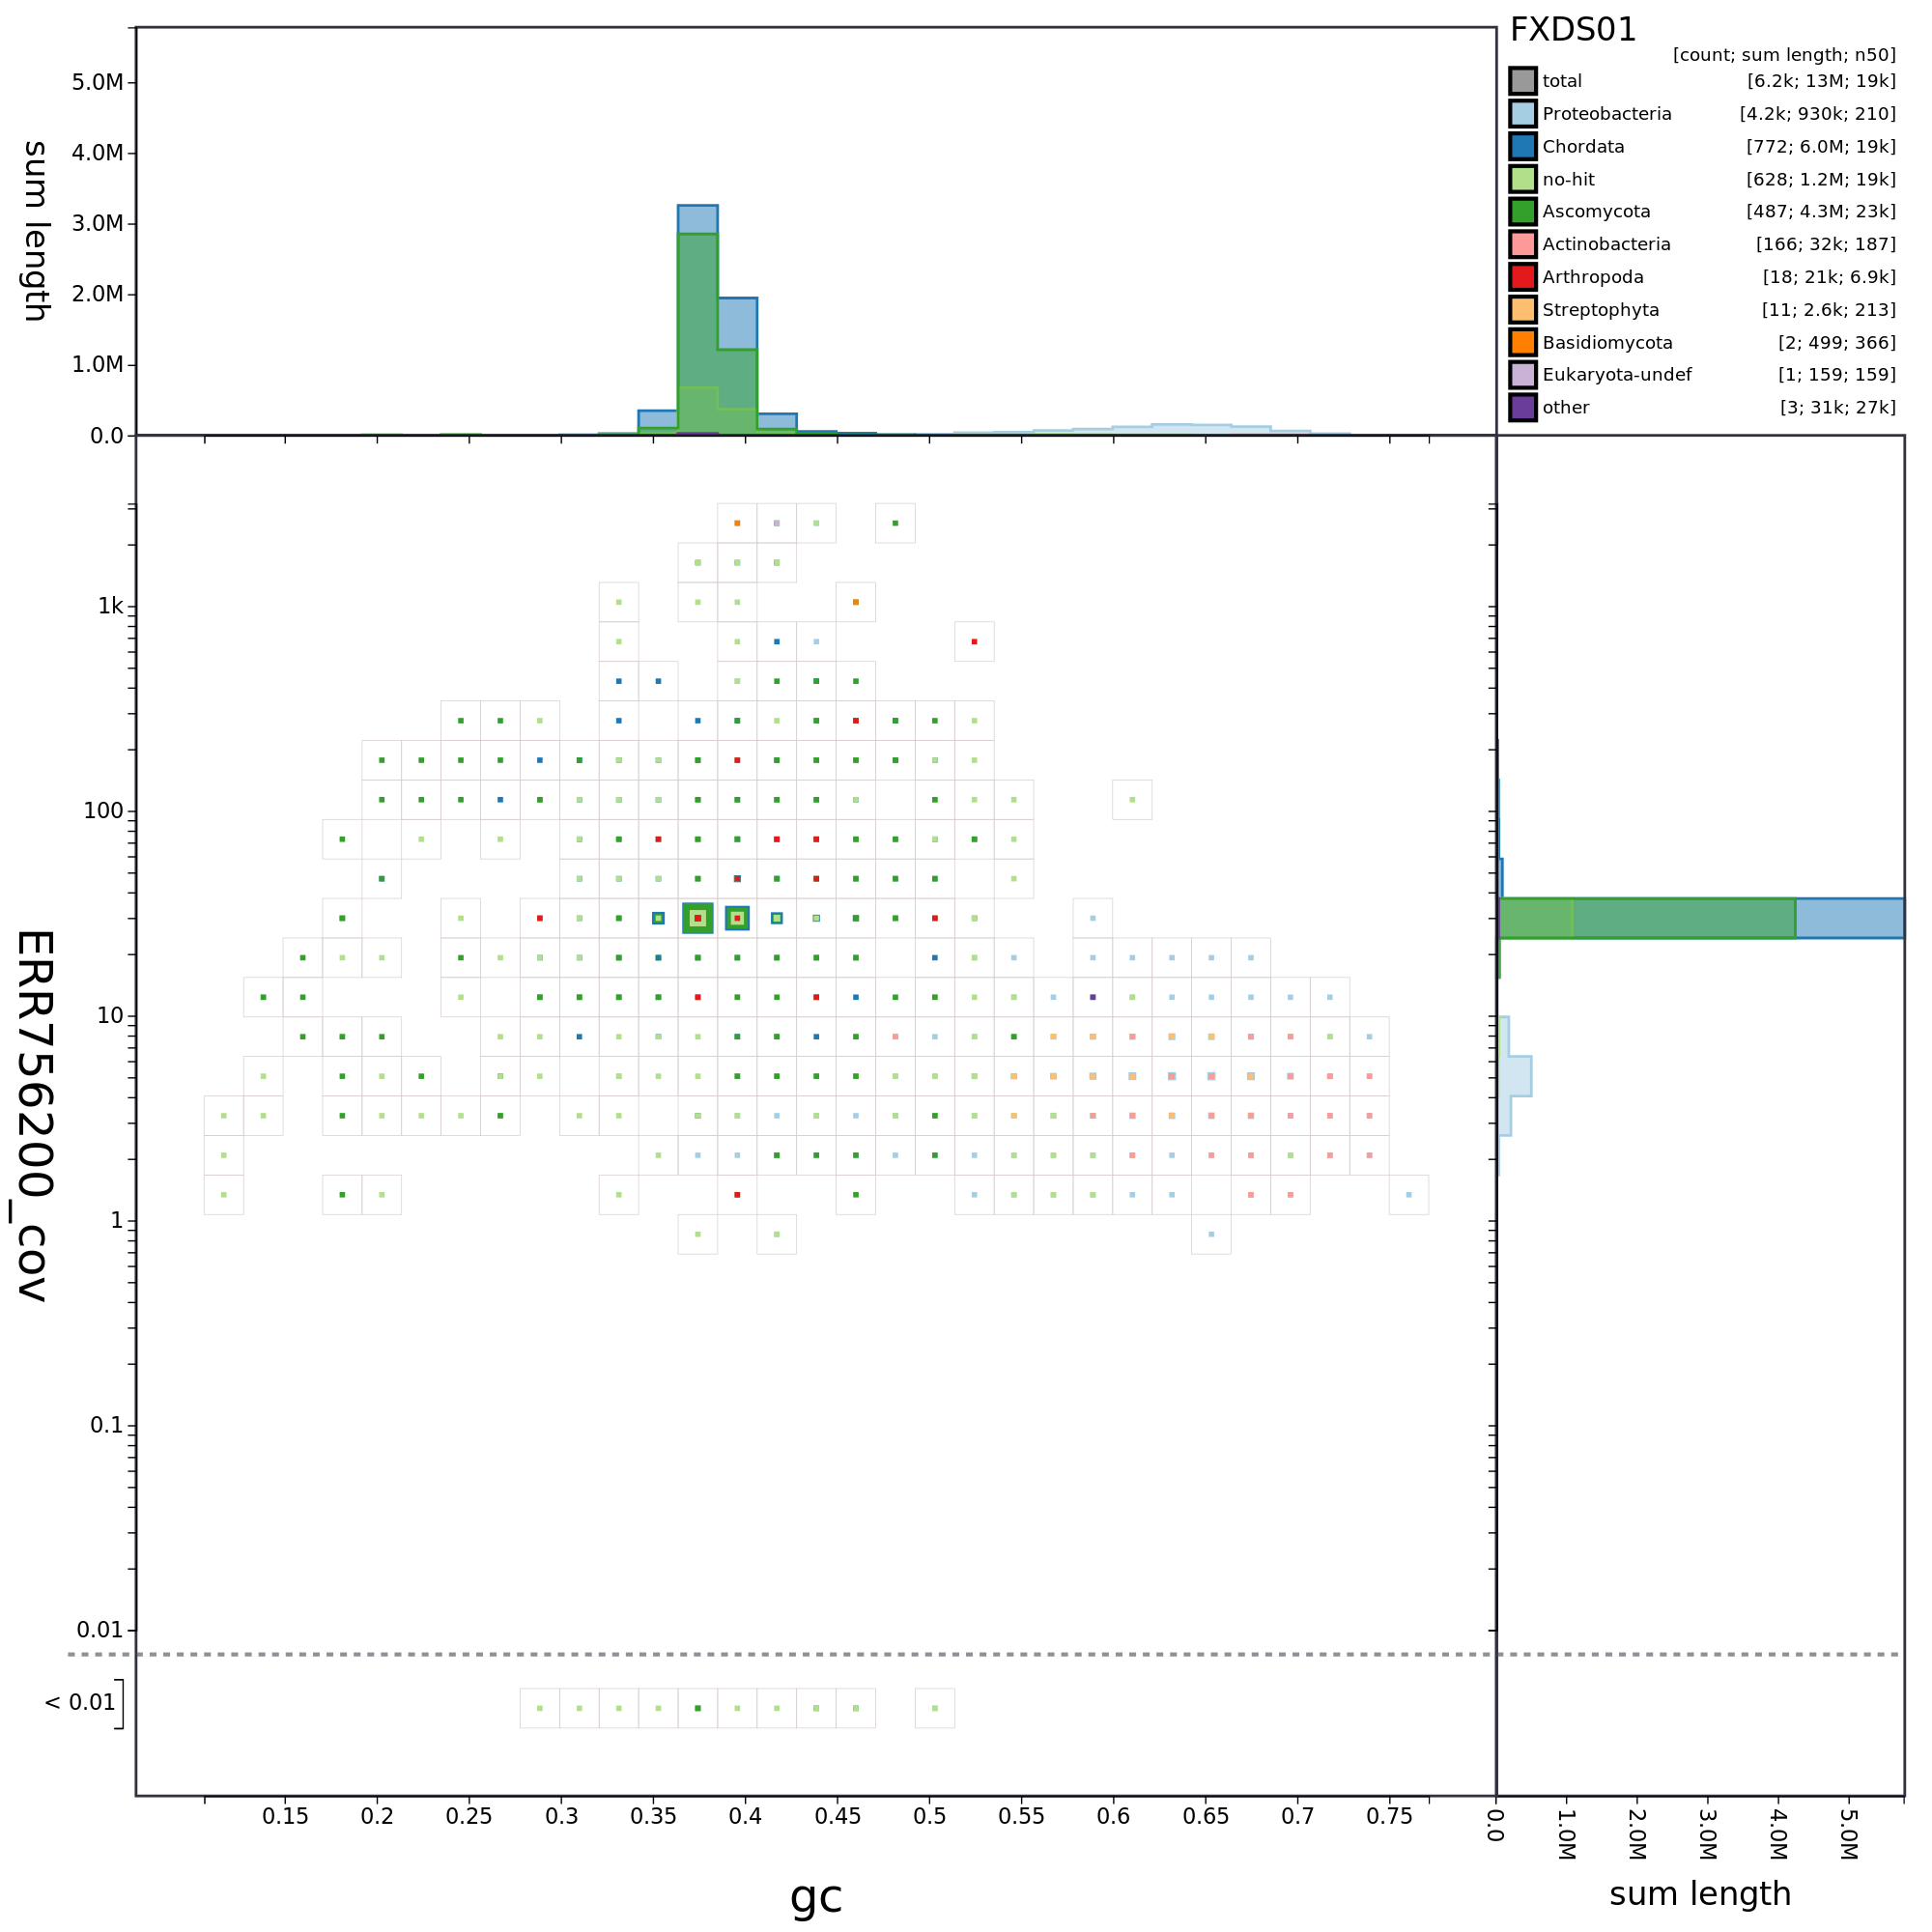 FXDS01
[count; sum length; n50]
total [6.2k; 13M; 19k]
Proteobacteria [4.2k; 930k; 210]
Chordata [772; 6.0M; 19k]
no-hit [628; 1.2M; 19k]
Ascomycota [487; 4.3M; 23k]
Actinobacteria [166; 32k; 187]
Arthropoda [18; 21k; 6.9k]
Streptophyta [11; 2.6k; 213]
Basidiomycota [2; 499; 366]
Eukaryota-undef [1; 159; 159]
other [3; 31k; 27k]
sum length
5.0M
4.0M
3.0M
2.0M
1.0M
0.0
ERR756200_cov
1k
100
10
1
0.1
0.01
< 0.01
0.15 0.2 0.25 0.3 0.35 0.4 0.45 0.5 0.55 0.6 0.65 0.7 0.75
gc
0.0 1.0M 2.0M 3.0M 4.0M 5.0M
sum length